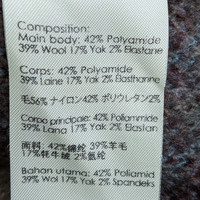 Composition:
Main body: 42% Polyamide
39% Wool 17% Yak 2% Elastane
Corps: 42% Polyamide
39% Laine 17% Yak 2% Elasthanne
毛56% ナイロン42% ポリウレタン2%
Corpo principale: 42% Poliammide
39% Lana 17% Yak 2% Elastan
面料: 42%锦纶 39%羊毛
17%牦牛绒 2%氨纶
Bahan utama: 42% Poliamid
39% Wol 17% Yak 2% Spandeks